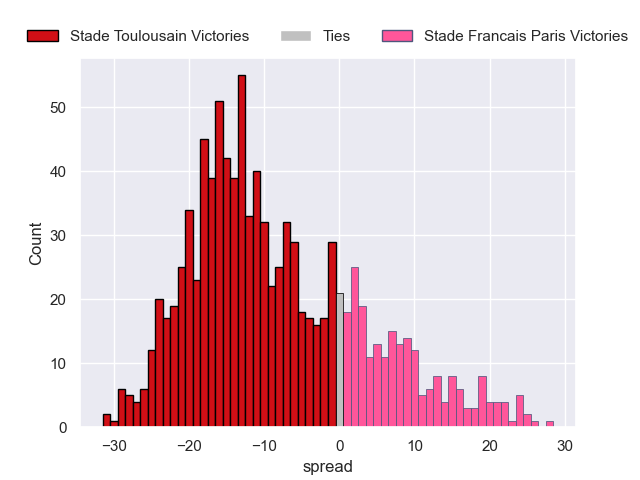 Stade Toulousain Victories Ties Stade Francais Paris Victories
Count
50
40
30
20
10
0
−30 −20 −10 0 10 20 30
spread